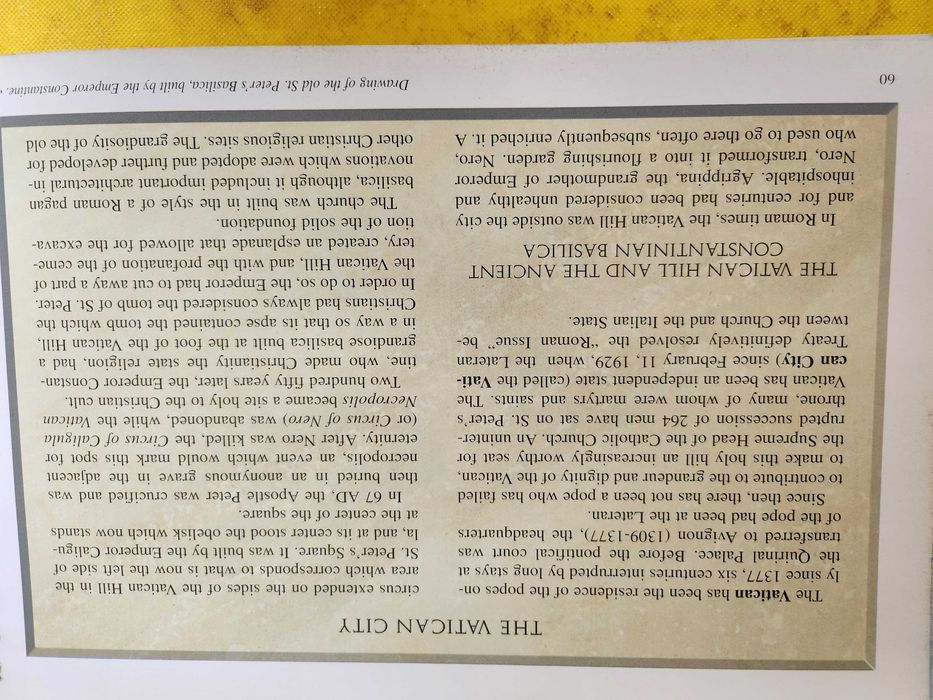 THE VATICAN CITY
The Vatican has been the residence of the popes on-
ly since 1377, six centuries interrupted by long stays at
the Quirinal Palace. Before the pontifical court was
transferred to Avignon (1309-1377), the headquarters
of the pope had been at the Lateran.
Since then, there has not been a pope who has failed
to contribute to the grandeur and dignity of the Vatican,
to make this holy hill an increasingly worthy seat for
the Supreme Head of the Catholic Church. An uninter-
rupted succession of 264 men have sat on St. Peter's
throne, many of whom were martyrs and saints. The
Vatican has been an independent state (called the Vati-
can City) since February 11, 1929, when the Lateran
Treaty definitively resolved the "Roman Issue" be-
tween the Church and the Italian State.
THE VATICAN HILL AND THE ANCIENT
CONSTANTINIAN BASILICA
In Roman times, the Vatican Hill was outside the city
and for centuries had been considered unhealthy and
inhospitable. Agrippina, the grandmother of Emperor
Nero, transformed it into a flourishing garden. Nero,
who used to go there often, subsequently enriched it. A
circus extended on the sides of the Vatican Hill in the
area which corresponds to what is now the left side of
St. Peter's Square. It was built by the Emperor Caligu-
la, and at its center stood the obelisk which now stands
at the center of the square.
In 67 AD, the Apostle Peter was crucified and was
then buried in an anonymous grave in the adjacent
necropolis, an event which would mark this spot for
eternity. After Nero was killed, the Circus of Caligula
(or Circus of Nero) was abandoned, while the Vatican
Necropolis became a site holy to the Christian cult.
Two hundred fifty years later, the Emperor Constan-
tine, who made Christianity the state religion, had a
grandiose basilica built at the foot of the Vatican Hill,
in a way so that its apse contained the tomb which the
Christians had always considered the tomb of St. Peter.
In order to do so, the Emperor had to cut away a part of
the Vatican Hill, and with the profanation of the ceme-
tery, created an esplanade that allowed for the excava-
tion of the solid foundation.
The church was built in the style of a Roman pagan
basilica, although it included important architectural in-
novations which were adopted and further developed for
other Christian religious sites. The grandiosity of the old
60
Drawing of the old St. Peter's Basilica, built by the Emperor Constantine.